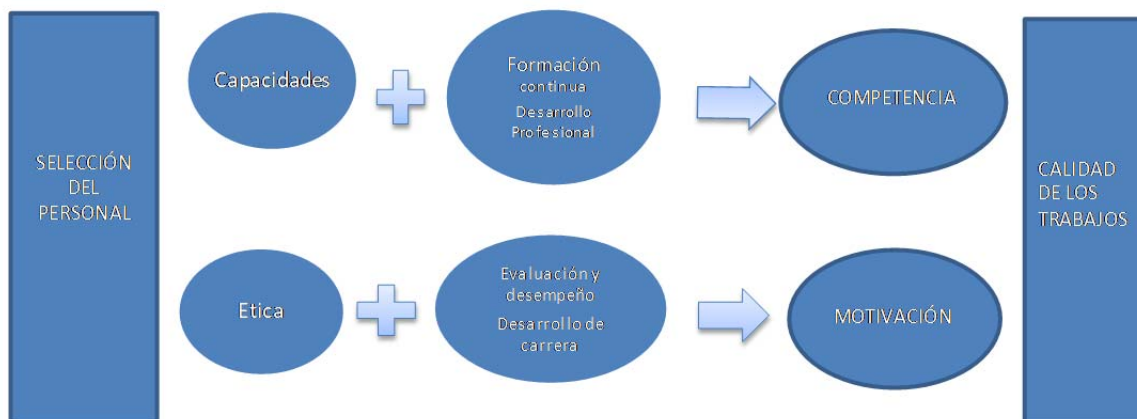 SELECCIÓN
DEL
PERSONAL
Capacidades
Formación
continua
Desarrollo
Profesional
COMPETENCIA
Etica
Evaluación y
desempeño
Desarrollo de
carrera
MOTIVACIÓN
CALIDAD
DE LOS
TRABAJOS